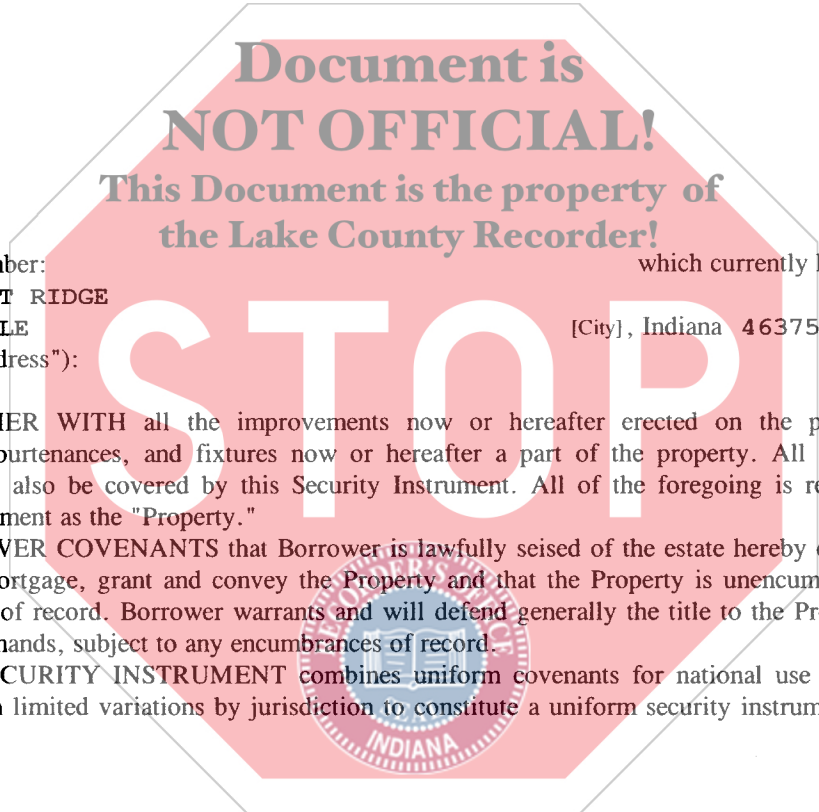 Document is
NOT OFFICIAL!
This Document is the property of
the Lake County Recorder!
ber: which currently
T RIDGE
LE [City], Indiana 46375
dress"):
STOP
ER WITH all the improvements now or hereafter erected on the p
ourtenances, and fixtures now or hereafter a part of the property. All
also be covered by this Security Instrument. All of the foregoing is re
ment as the "Property."
VER COVENANTS that Borrower is lawfully seised of the estate hereby
ortgage, grant and convey the Property and that the Property is unencum
of record. Borrower warrants and will defend generally the title to the Pr
nands, subject to any encumbrances of record.
CURITY INSTRUMENT combines uniform covenants for national use
limited variations by jurisdiction to constitute a uniform security instrum
RECORDER'S OFFICE
SEAL
INDIANA